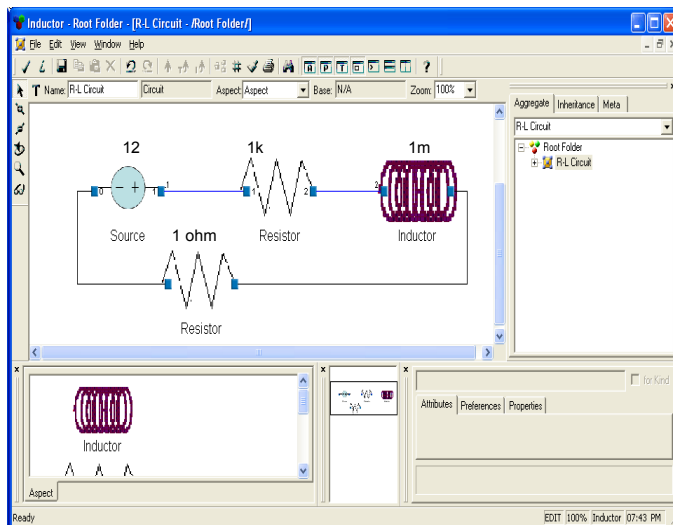 Inductor - Root Folder - [R-L Circuit - /Root Folder/]
File Edit View Window Help
Name: R-L Circuit Circuit Aspect: Aspect Base: N/A Zoom: 100%
12 1k 1m
0 1 1 1 2 2
Source Resistor Inductor
1 ohm
Resistor
Aggregate Inheritance Meta
R-L Circuit
Root Folder
R-L Circuit
Inductor
Aspect
for Kind
Attributes Preferences Properties
Ready EDIT 100% Inductor 07:43 PM